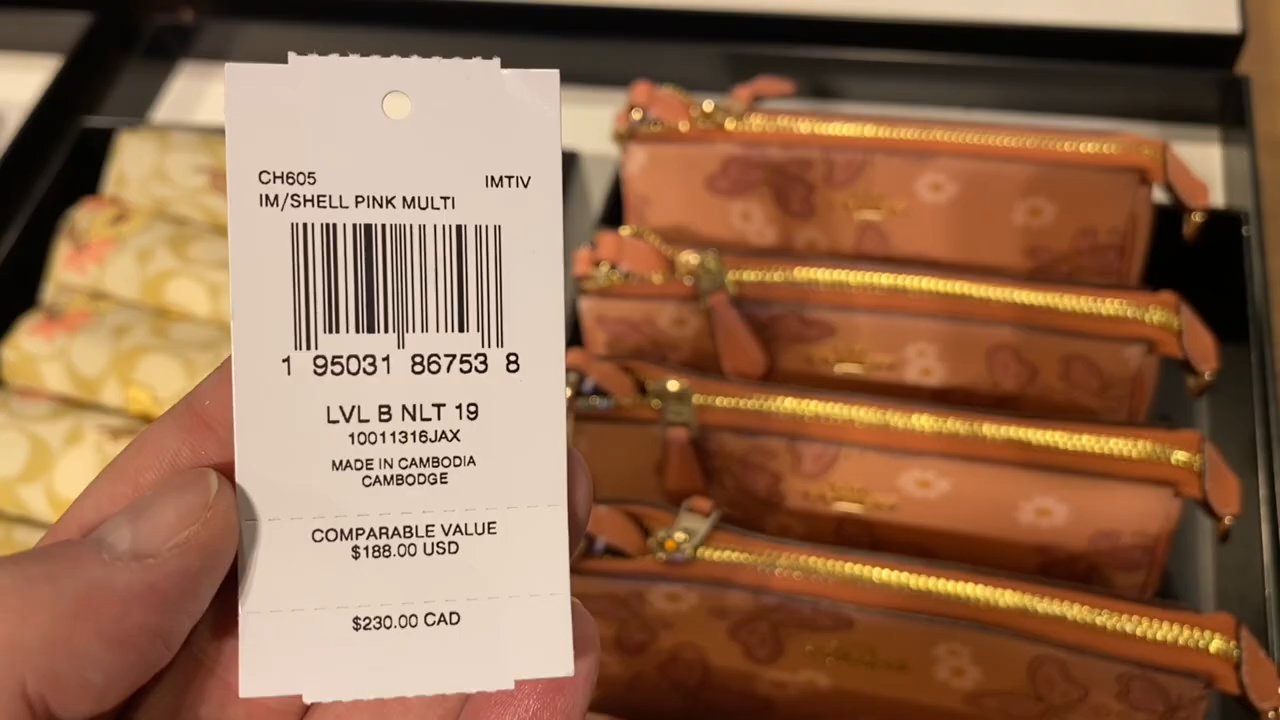 CH605 IMTIV
IM/SHELL PINK MULTI
1 95031 86753 8
LVL B NLT 19
10011316JAX
MADE IN CAMBODIA
CAMBODGE
COMPARABLE VALUE
$188.00 USD
$230.00 CAD